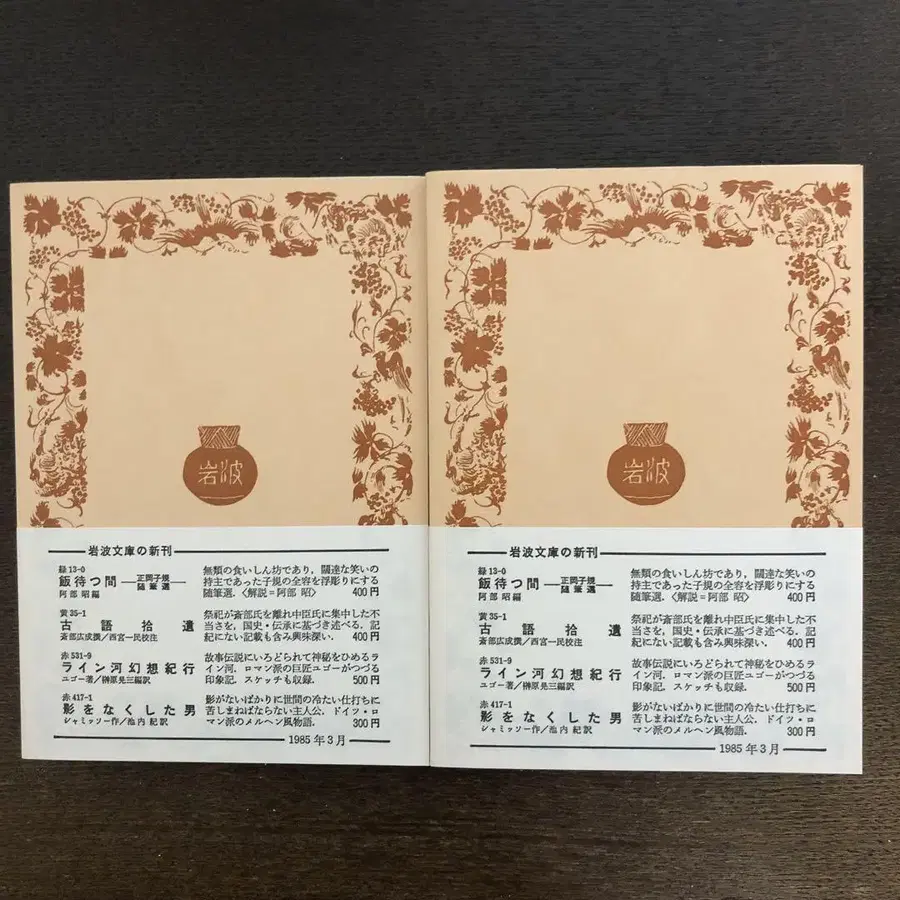 岩波
岩波文庫の新刊
緑13-0
飯待つ間―正岡子規随筆選―
阿部 昭編
無類の食いしん坊であり，闊達な笑いの
持主であった子規の全容を浮彫りにする
随筆選．〈解説＝阿部 昭〉 400円
黄35-1
古語拾遺
斎部広成撰／西宮一民校注
祭祀が斎部氏を離れ中臣氏に集中した不
当さを，国史・伝承に基づき述べる．記
紀にない記載も含み興味深い． 400円
赤531-9
ライン河幻想紀行
ユゴー著／榊原晃三編訳
故事伝説にいろどられて神秘をひめるラ
イン河．ロマン派の巨匠ユゴーがつづる
印象記．スケッチも収録． 500円
赤417-1
影をなくした男
シャミッソー作／池内 紀訳
影がないばかりに世間の冷たい仕打ちに
苦しまねばならない主人公．ドイツ・ロ
マン派のメルヘン風物語． 300円
1985年3月
岩波
岩波文庫の新刊
緑13-0
飯待つ間―正岡子規随筆選―
阿部 昭編
無類の食いしん坊であり，闊達な笑いの
持主であった子規の全容を浮彫りにする
随筆選．〈解説＝阿部 昭〉 400円
黄35-1
古語拾遺
斎部広成撰／西宮一民校注
祭祀が斎部氏を離れ中臣氏に集中した不
当さを，国史・伝承に基づき述べる．記
紀にない記載も含み興味深い． 400円
赤531-9
ライン河幻想紀行
ユゴー著／榊原晃三編訳
故事伝説にいろどられて神秘をひめるラ
イン河．ロマン派の巨匠ユゴーがつづる
印象記．スケッチも収録． 500円
赤417-1
影をなくした男
シャミッソー作／池内 紀訳
影がないばかりに世間の冷たい仕打ちに
苦しまねばならない主人公．ドイツ・ロ
マン派のメルヘン風物語． 300円
1985年3月